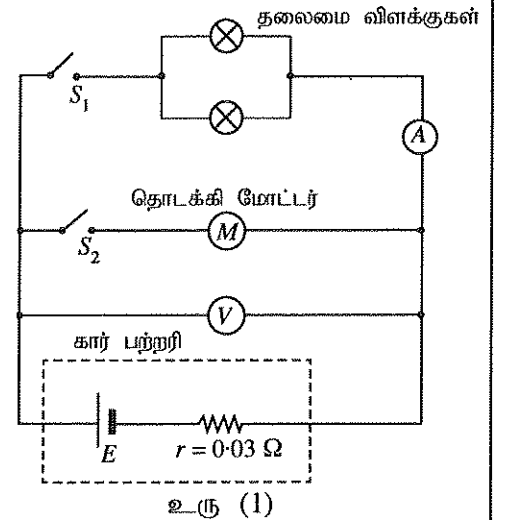 தலைமை விளக்குகள்
S₁
A
தொடக்கி மோட்டர்
S₂
M
V
கார் பற்றரி
E
r = 0·03 Ω
உரு (1)